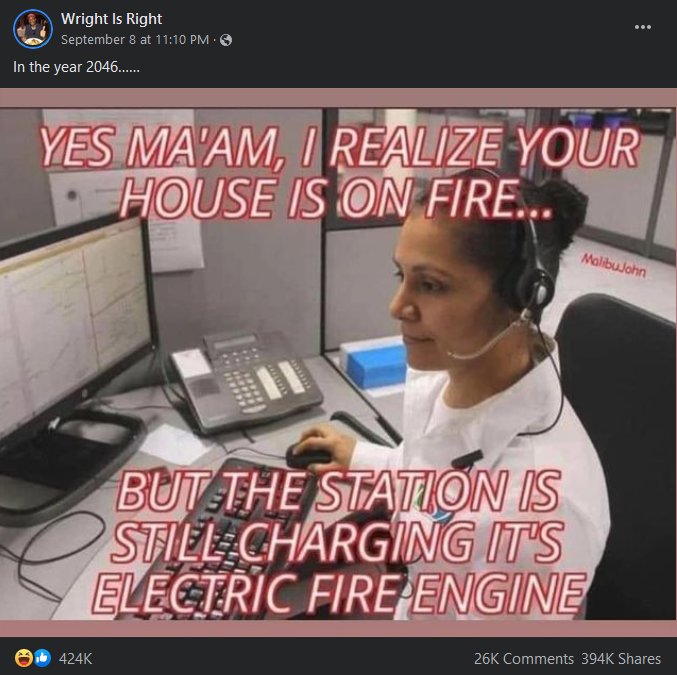 Wright Is Right
September 8 at 11:10 PM ·
In the year 2046......
YES MA'AM, I REALIZE YOUR
HOUSE IS ON FIRE...
MalibuJohn
BUT THE STATION IS
STILL CHARGING IT'S
ELECTRIC FIRE ENGINE
424K
26K Comments 394K Shares